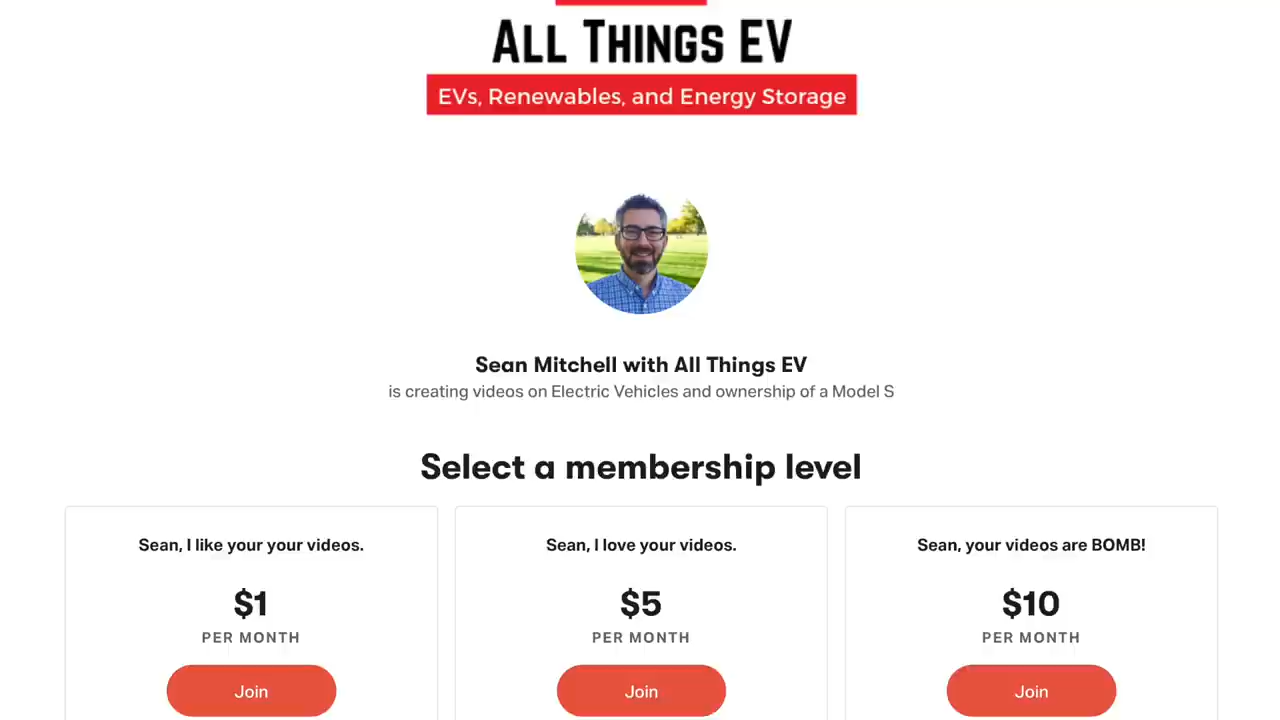 ALL THINGS EV
EVs, Renewables, and Energy Storage
Sean Mitchell with All Things EV
is creating videos on Electric Vehicles and ownership of a Model S
Select a membership level
Sean, I like your your videos.
$1
PER MONTH
Join
Sean, I love your videos.
$5
PER MONTH
Join
Sean, your videos are BOMB!
$10
PER MONTH
Join